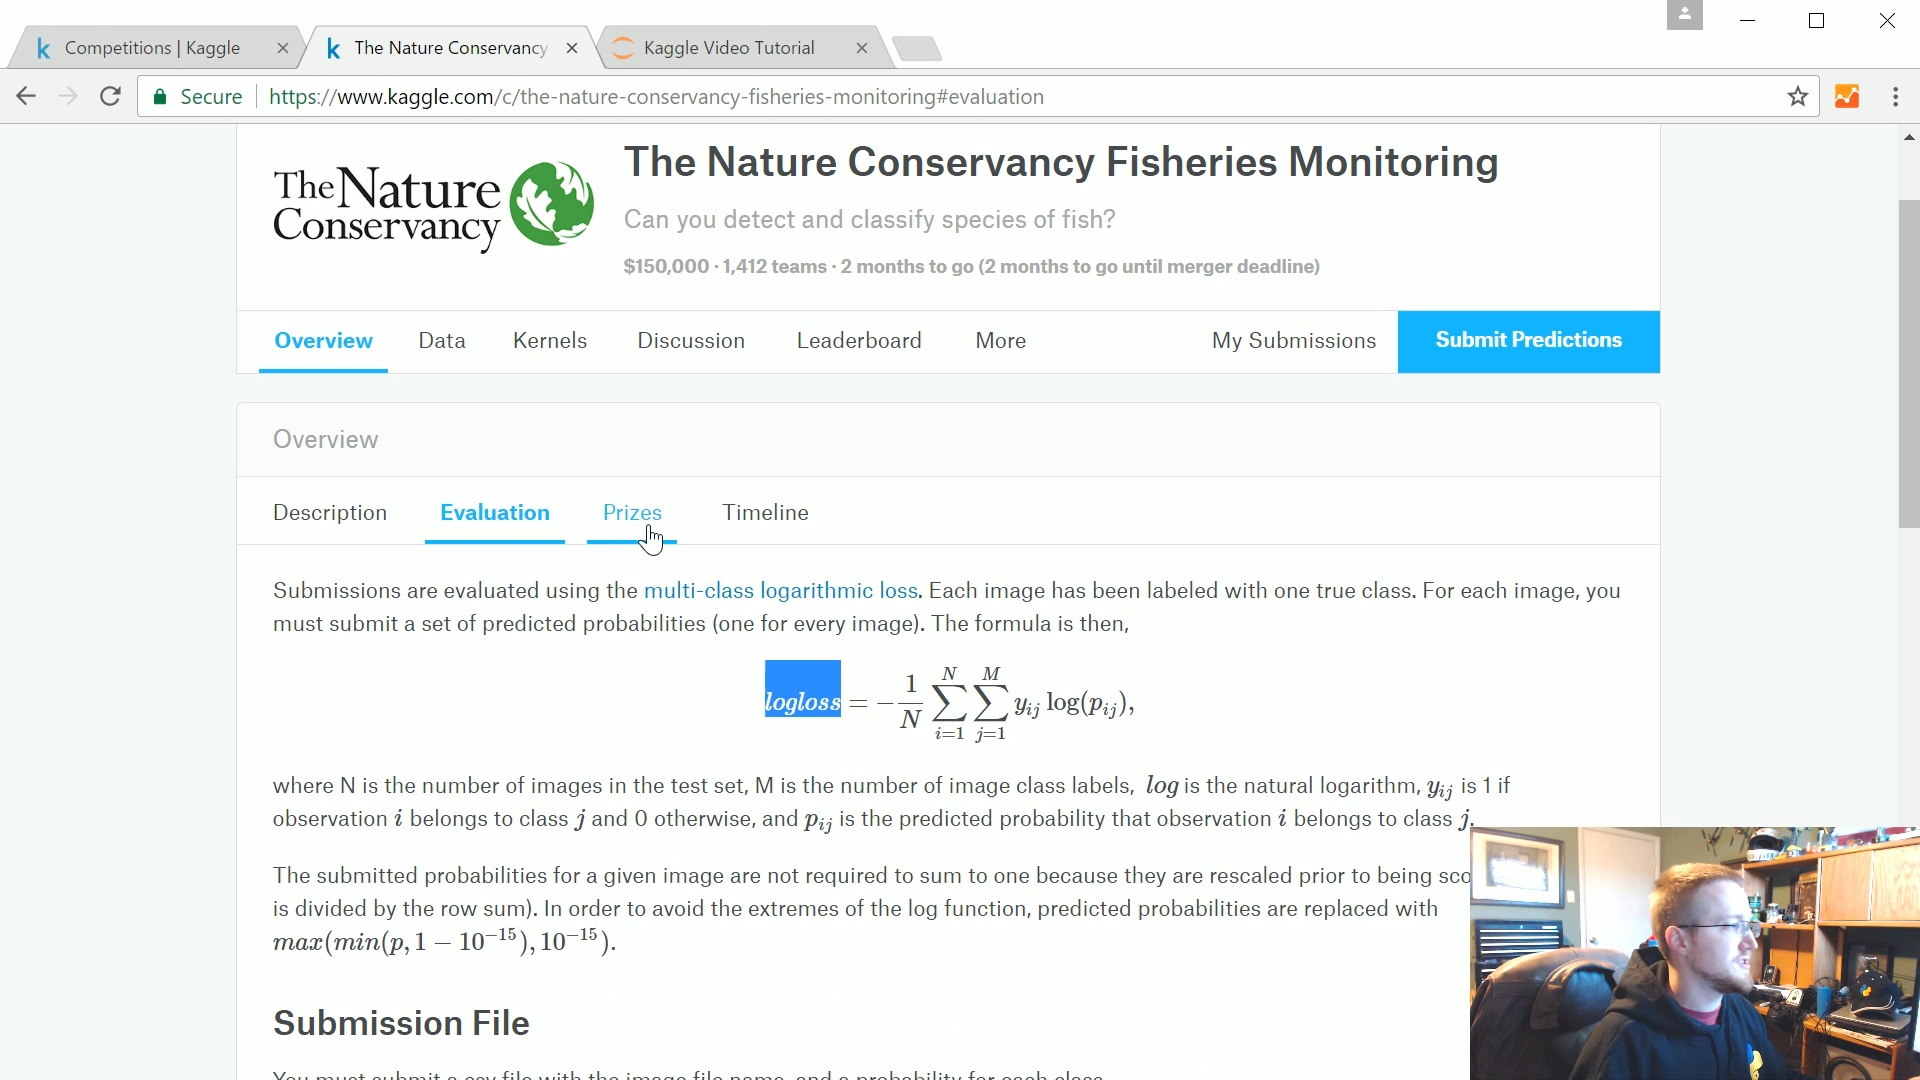 Competitions | Kaggle
The Nature Conservancy
Kaggle Video Tutorial
Secure https://www.kaggle.com/c/the-nature-conservancy-fisheries-monitoring#evaluation
The Nature
Conservancy
The Nature Conservancy Fisheries Monitoring
Can you detect and classify species of fish?
$150,000 · 1,412 teams · 2 months to go (2 months to go until merger deadline)
Overview Data Kernels Discussion Leaderboard More My Submissions Submit Predictions
Overview
Description Evaluation Prizes Timeline
Submissions are evaluated using the multi-class logarithmic loss. Each image has been labeled with one true class. For each image, you
must submit a set of predicted probabilities (one for every image). The formula is then,
logloss = −\frac{1}{N} \sum_{i=1}^{N} \sum_{j=1}^{M} y_{ij} log(p_{ij}),
where N is the number of images in the test set, M is the number of image class labels, log is the natural logarithm, y_{ij} is 1 if
observation i belongs to class j and 0 otherwise, and p_{ij} is the predicted probability that observation i belongs to class j.
The submitted probabilities for a given image are not required to sum to one because they are rescaled prior to being sco
is divided by the row sum). In order to avoid the extremes of the log function, predicted probabilities are replaced with
max(min(p, 1 − 10^{−15}), 10^{−15}).
Submission File
You must submit a csv file with the image file name, and a probability for each class.